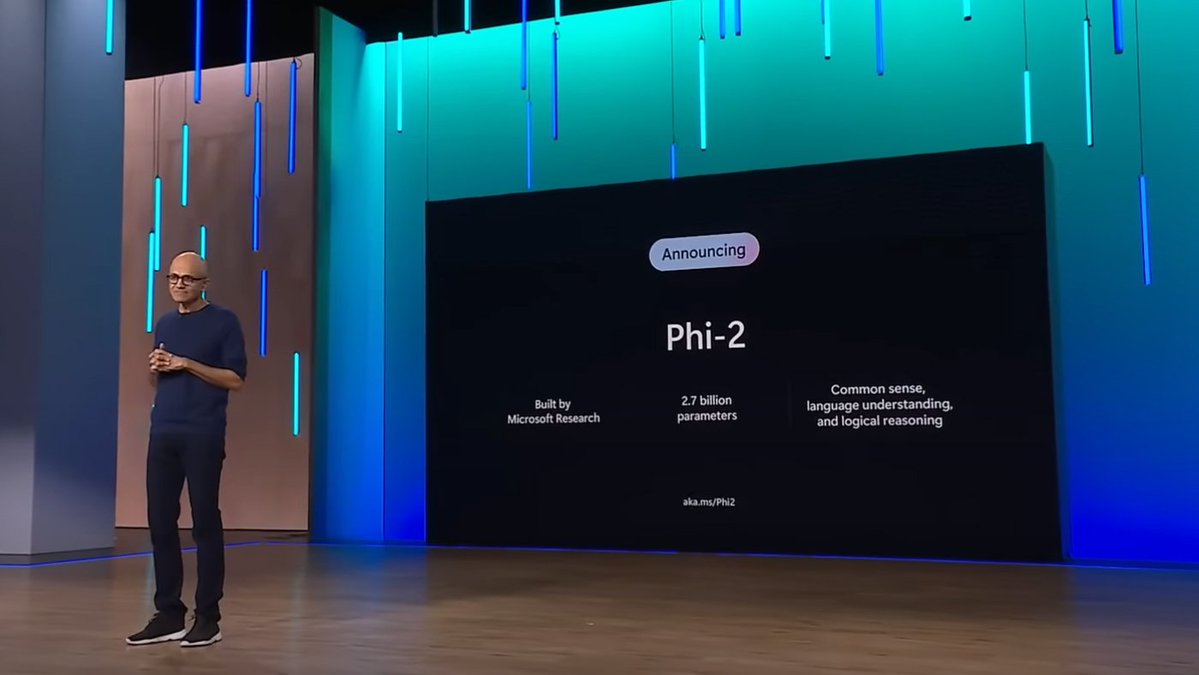 Announcing
Phi-2
Built by
Microsoft Research
2.7 billion
parameters
Common sense,
language understanding,
and logical reasoning
aka.ms/Phi2